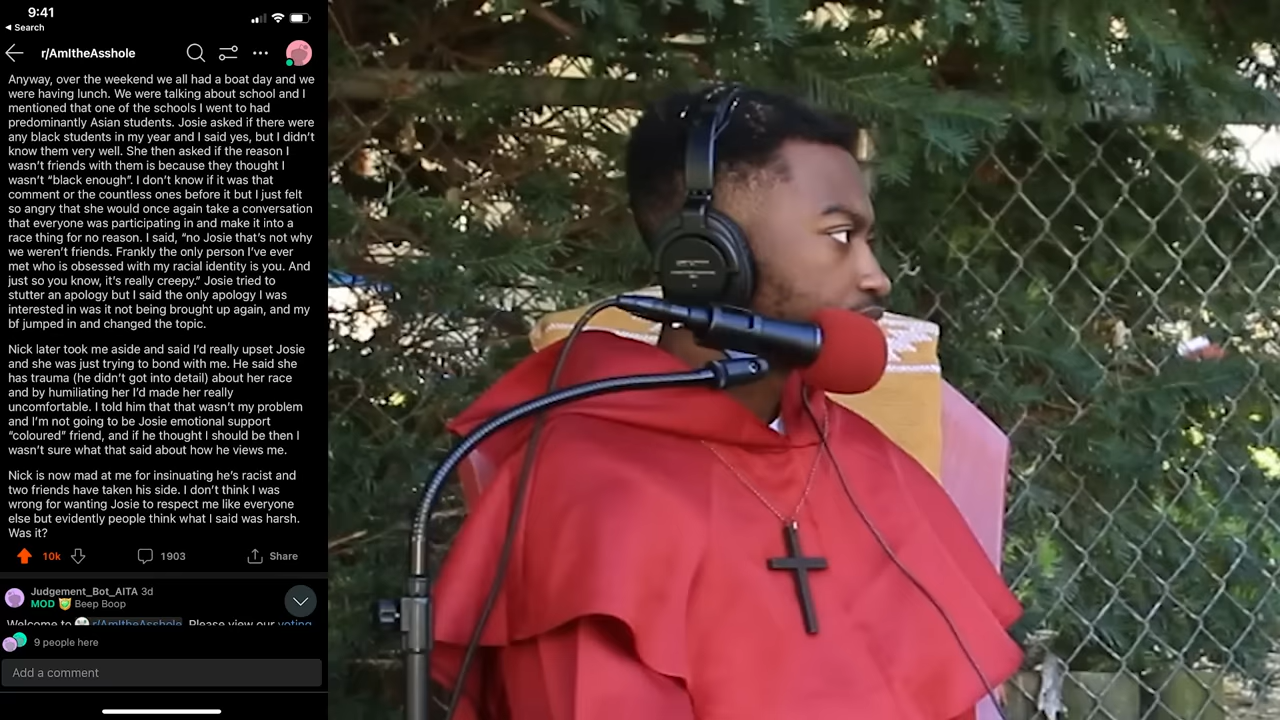 9:41
Search
r/AmItheAsshole
Anyway, over the weekend we all had a boat day and we
were having lunch. We were talking about school and I
mentioned that one of the schools I went to had
predominantly Asian students. Josie asked if there were
any black students in my year and I said yes, but I didn't
know them very well. She then asked if the reason I
wasn't friends with them is because they thought I
wasn't "black enough". I don't know if it was that
comment or the countless ones before it but I just felt
so angry that she would once again take a conversation
that everyone was participating in and make it into a
race thing for no reason. I said, "no Josie that's not why
we weren't friends. Frankly the only person I've ever
met who is obsessed with my racial identity is you. And
just so you know, it's really creepy." Josie tried to
stutter an apology but I said the only apology I was
interested in was it not being brought up again, and my
bf jumped in and changed the topic.
Nick later took me aside and said I'd really upset Josie
and she was just trying to bond with me. He said she
has trauma (he didn't got into detail) about her race
and by humiliating her I'd made her really
uncomfortable. I told him that that wasn't my problem
and I'm not going to be Josie emotional support
"coloured" friend, and if he thought I should be then I
wasn't sure what that said about how he views me.
Nick is now mad at me for insinuating he's racist and
two friends have taken his side. I don't think I was
wrong for wanting Josie to respect me like everyone
else but evidently people think what I said was harsh.
Was it?
10k 1903 Share
Judgement_Bot_AITA 3d
MOD Beep Boop
Welcome to r/AmItheAsshole. Please view our voting
9 people here
Add a comment